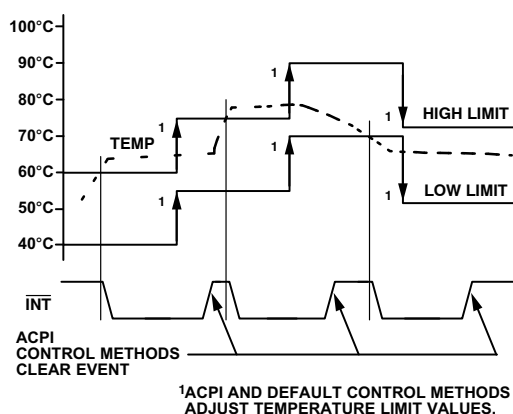 100°C
90°C
80°C
70°C
60°C
50°C
40°C
TEMP
1
1
1
1
1
1
HIGH LIMIT
LOW LIMIT
INT
ACPI
CONTROL METHODS
CLEAR EVENT
1ACPI AND DEFAULT CONTROL METHODS
ADJUST TEMPERATURE LIMIT VALUES.